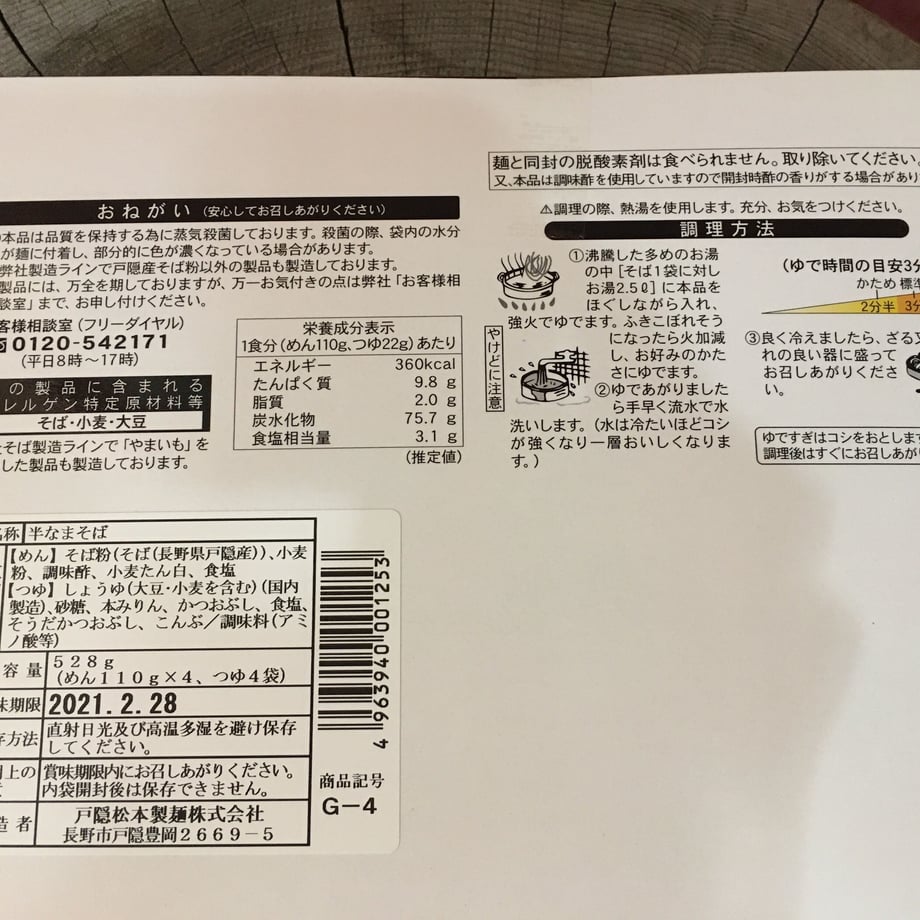 おねがい(安心してお召しあがりください)
本品は品質を保持する為に蒸気殺菌しております。殺菌の際、袋内の水分
が麺に付着し、部分的に色が濃くなっている場合があります。
弊社製造ラインで戸隠産そば粉以外の製品も製造しております。
製品には、万全を期しておりますが、万一お気付きの点は弊社「お客様相
談室」まで、お申し付けください。
客様相談室(フリーダイヤル)
0120-542171
(平日8時〜17時)
の製品に含まれる
レルゲン特定原材料等
そば・小麦・大豆
そば製造ラインで「やまいも」を
した製品も製造しております。
栄養成分表示
1食分(めん110g、つゆ22g)あたり
エネルギー 360kcal
たんぱく質 9.8 g
脂質 2.0 g
炭水化物 75.7 g
食塩相当量 3.1 g
(推定値)
麺と同封の脱酸素剤は食べられません。取り除いてください。
又、本品は調味酢を使用していますので開封時酢の香りがする場合があり
⚠調理の際、熱湯を使用します。充分、お気をつけください。
調理方法
①沸騰した多めのお湯
の中[そば1袋に対し
お湯2.5ℓ]に本品を
ほぐしながら入れ、
強火でゆでます。ふきこぼれそう
になったら火加減
し、お好みのかた
さにゆでます。
②ゆであがりました
ら手早く流水で水
洗いします。(水は冷たいほどコシ
が強くなり一層おいしくなりま
す。)
やけどに注意
(ゆで時間の目安3分
かため 標準
2分半 3分
③良く冷えましたら、ざる又
れの良い器に盛って
お召しあがりくださ
い。
ゆですぎはコシをおとします
調理後はすぐにお召しあがり
名称 半なまそば
【めん】そば粉(そば(長野県戸隠産))、小麦
粉、調味酢、小麦たん白、食塩
【つゆ】しょうゆ(大豆・小麦を含む)(国内
製造)、砂糖、本みりん、かつおぶし、食塩、
そうだかつおぶし、こんぶ/調味料(アミ
ノ酸等)
容量 528g
(めん110g×4、つゆ4袋)
味期限 2021.2.28
存方法 直射日光及び高温多湿を避け保存
してください。
上の 賞味期限内にお召しあがりください。
内袋開封後は保存できません。
造者 戸隠松本製麺株式会社
長野市戸隠豊岡2669-5
4 963940 001253
商品記号
G-4